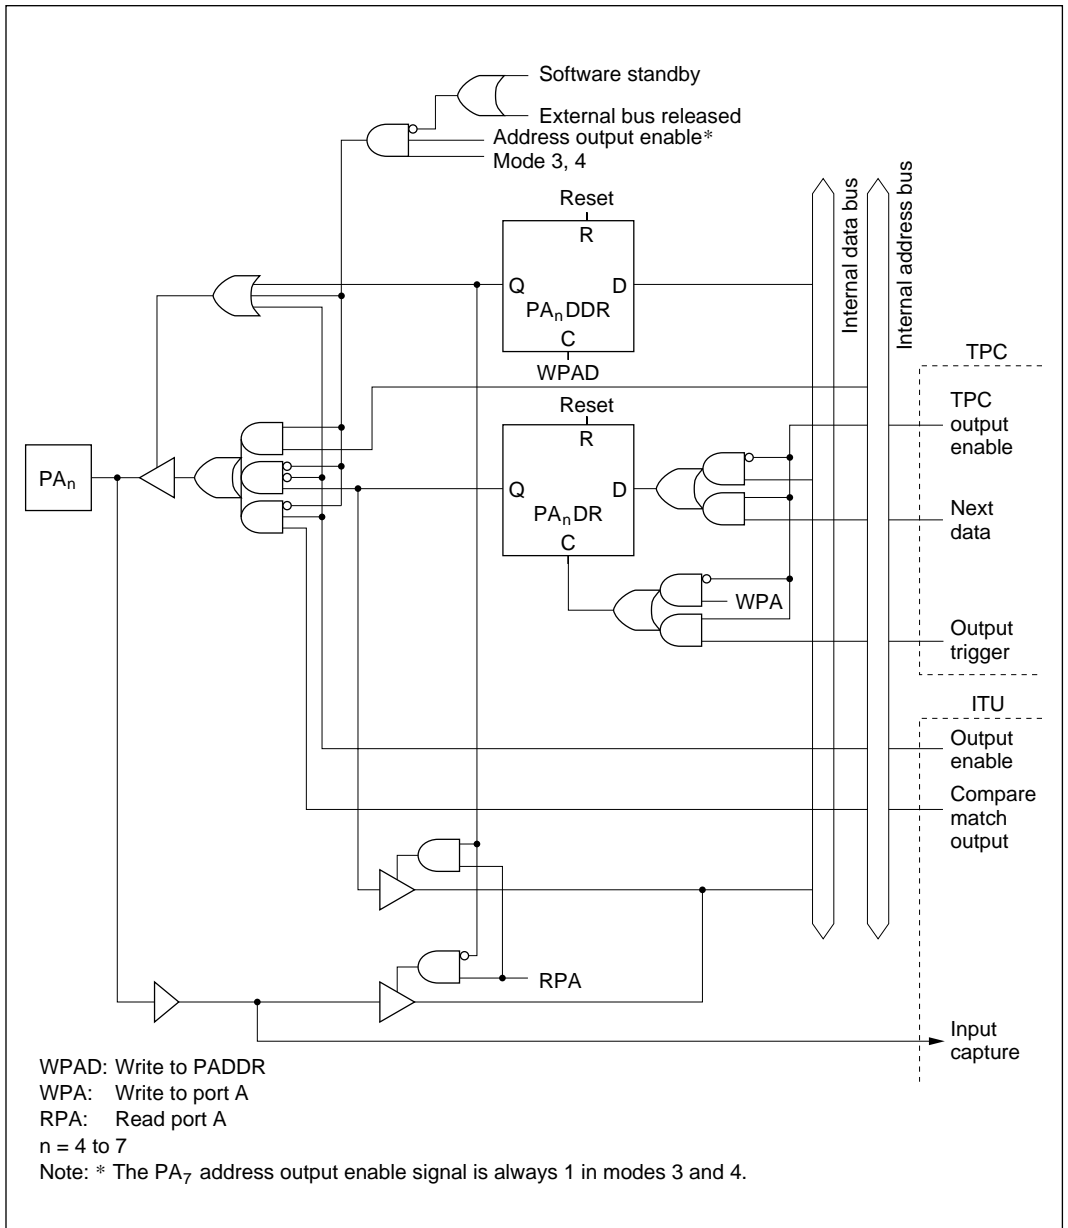 Software standby
External bus released
Address output enable*
Mode 3, 4
Internal data bus
Internal address bus
Reset
R
Q
D
PAnDDR
C
WPAD
TPC
TPC
output
enable
Reset
R
PAn
Q
D
PAnDR
C
Next
data
WPA
Output
trigger
ITU
Output
enable
Compare
match
output
RPA
Input
capture
WPAD: Write to PADDR
WPA: Write to port A
RPA: Read port A
n = 4 to 7
Note: * The PA7 address output enable signal is always 1 in modes 3 and 4.